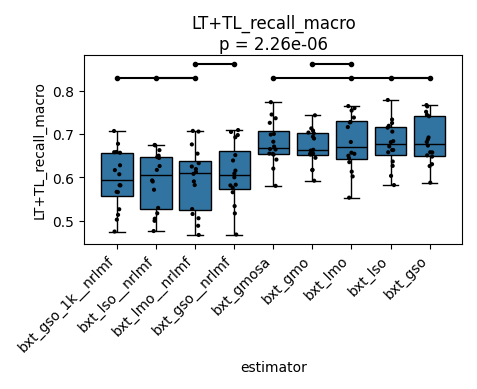 LT+TL_recall_macro
p = 2.26e-06
LT+TL_recall_macro
0.8
0.7
0.6
0.5
bxt_gso_1k__nrlmf
bxt_lso__nrlmf
bxt_lmo__nrlmf
bxt_gso__nrlmf
bxt_gmosa
bxt_gmo
bxt_lmo
bxt_lso
bxt_gso
estimator